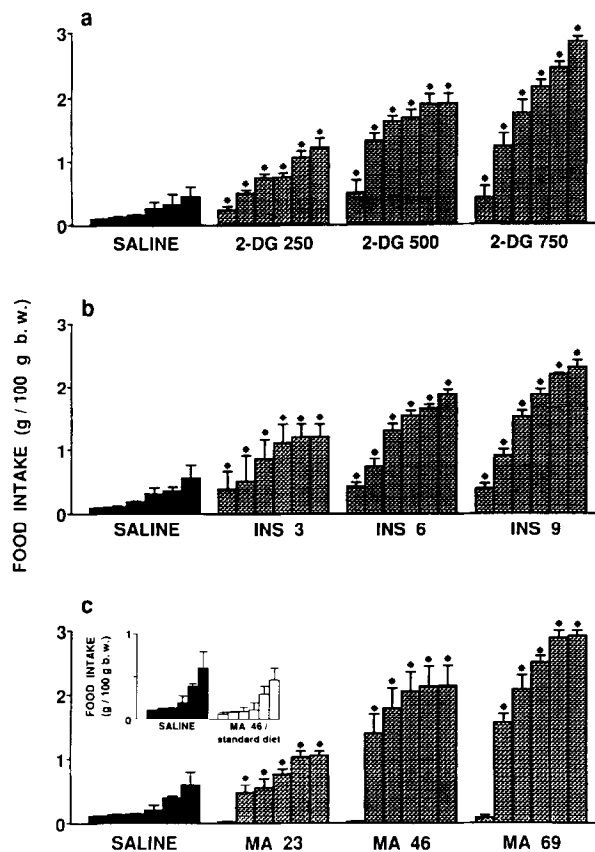 a
3
2
1
0
SALINE 2-DG 250 2-DG 500 2-DG 750
FOOD INTAKE (g / 100 g b. w.)
b
3
2
1
0
SALINE INS 3 INS 6 INS 9
c
3
2
1
0
FOOD INTAKE
(g / 100 g b. w.)
1
0
SALINE MA 46 /
standard diet
SALINE MA 23 MA 46 MA 69